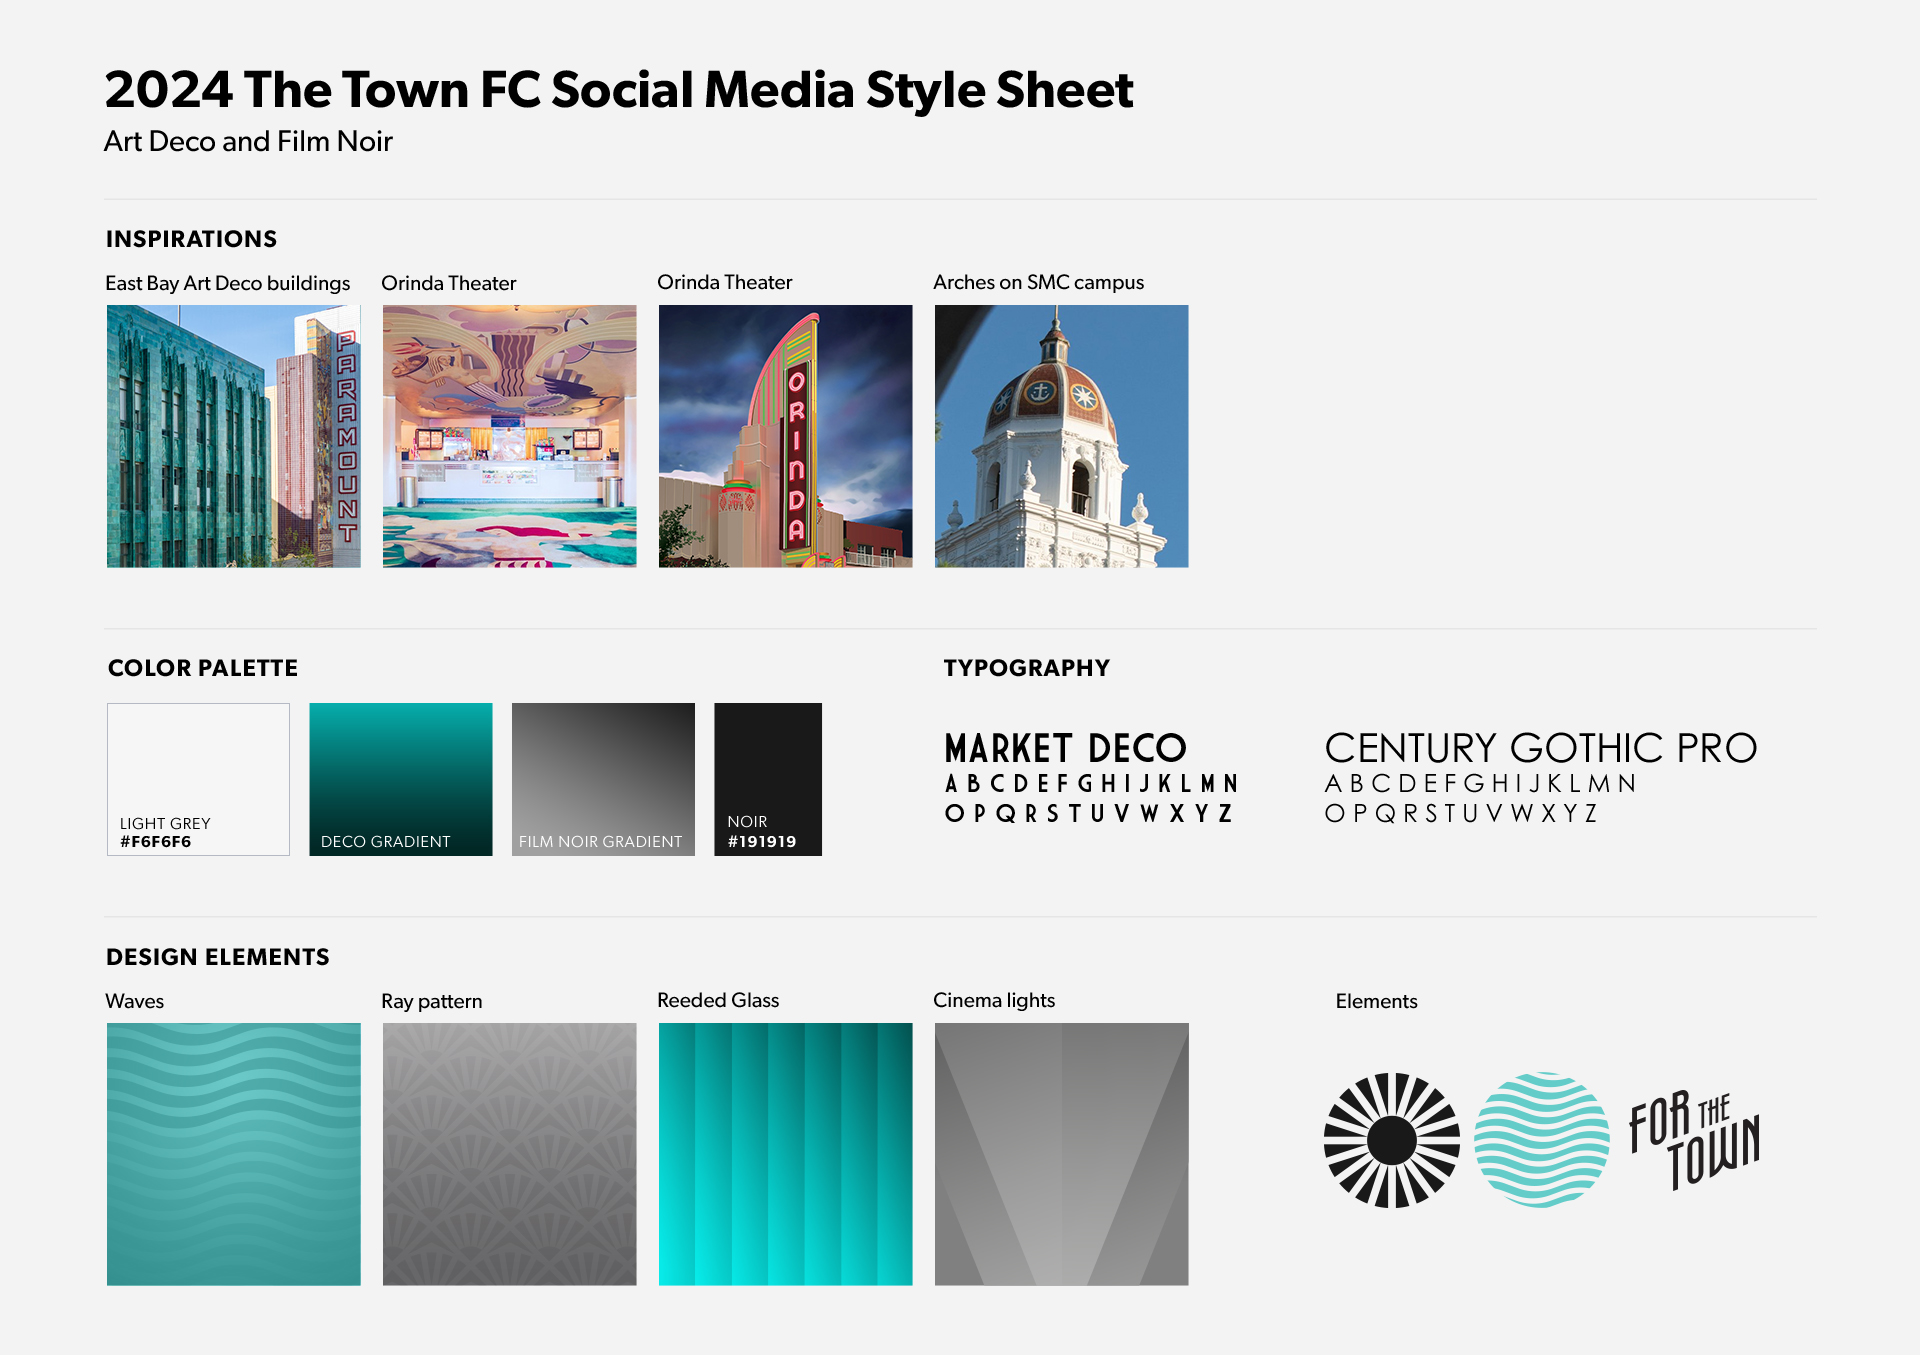 2024 The Town FC Social Media Style Sheet
Art Deco and Film Noir
INSPIRATIONS
East Bay Art Deco buildings
Orinda Theater
Orinda Theater
Arches on SMC campus
PARAMOUNT
ORINDA
COLOR PALETTE
LIGHT GREY
#F6F6F6
DECO GRADIENT
FILM NOIR GRADIENT
NOIR
#191919
TYPOGRAPHY
MARKET DECO
A B C D E F G H I J K L M N
O P Q R S T U V W X Y Z
CENTURY GOTHIC PRO
A B C D E F G H I J K L M N
O P Q R S T U V W X Y Z
DESIGN ELEMENTS
Waves
Ray pattern
Reeded Glass
Cinema lights
Elements
FOR THE
TOWN